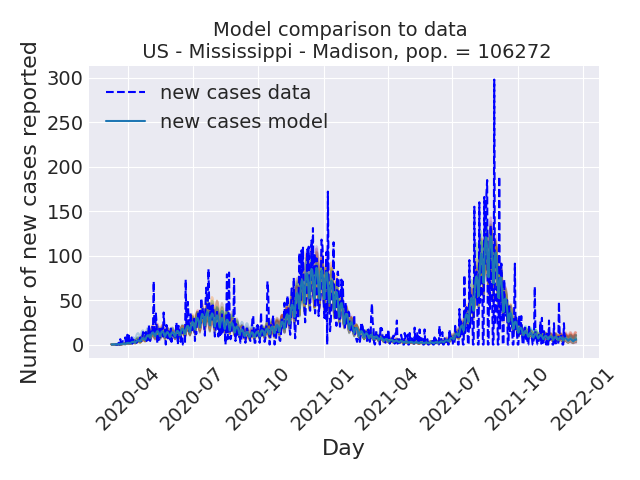 Model comparison to data
US - Mississippi - Madison, pop. = 106272
Number of new cases reported
300
250
200
150
100
50
0
new cases data
new cases model
2020-04
2020-07
2020-10
2021-01
2021-04
2021-07
2021-10
2022-01
Day